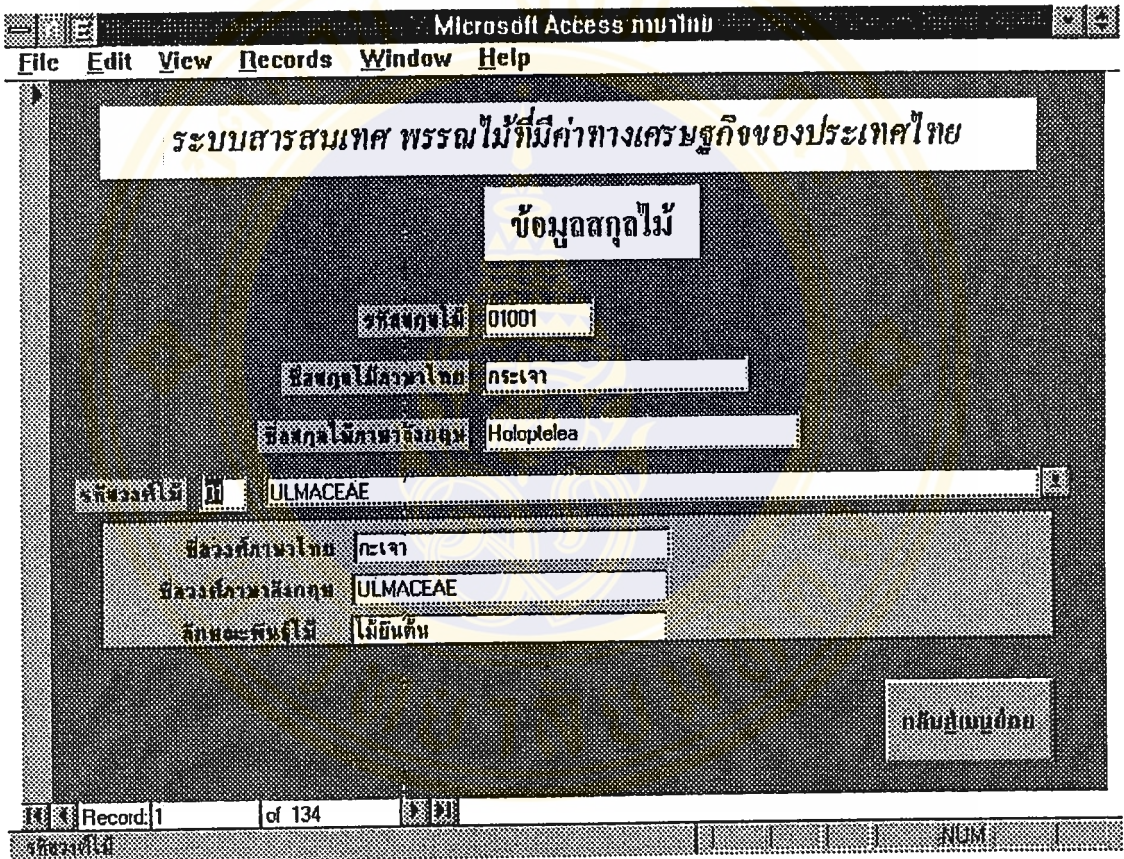 Microsoft Access ภาษาไทย
File Edit View Records Window Help
ระบบสารสนเทศ พรรณไม้ที่มีค่าทางเศรษฐกิจของประเทศไทย
ข้อมูลสกุลไม้
รหัสสกุลไม้ 01001
ชื่อสกุลไม้ภาษาไทย กระเจา
ชื่อสกุลไม้ภาษาอังกฤษ Holoptelea
รหัสวงศ์ไม้ ULMACEAE
ชื่อวงศ์ภาษาไทย กะเจา
ชื่อวงศ์ภาษาอังกฤษ ULMACEAE
ลักษณะพันธุ์ไม้ ไม้ยืนต้น
กลับสู่เมนูย่อย
Record: 1 of 134
รหัสวงศ์ไม้ NUM